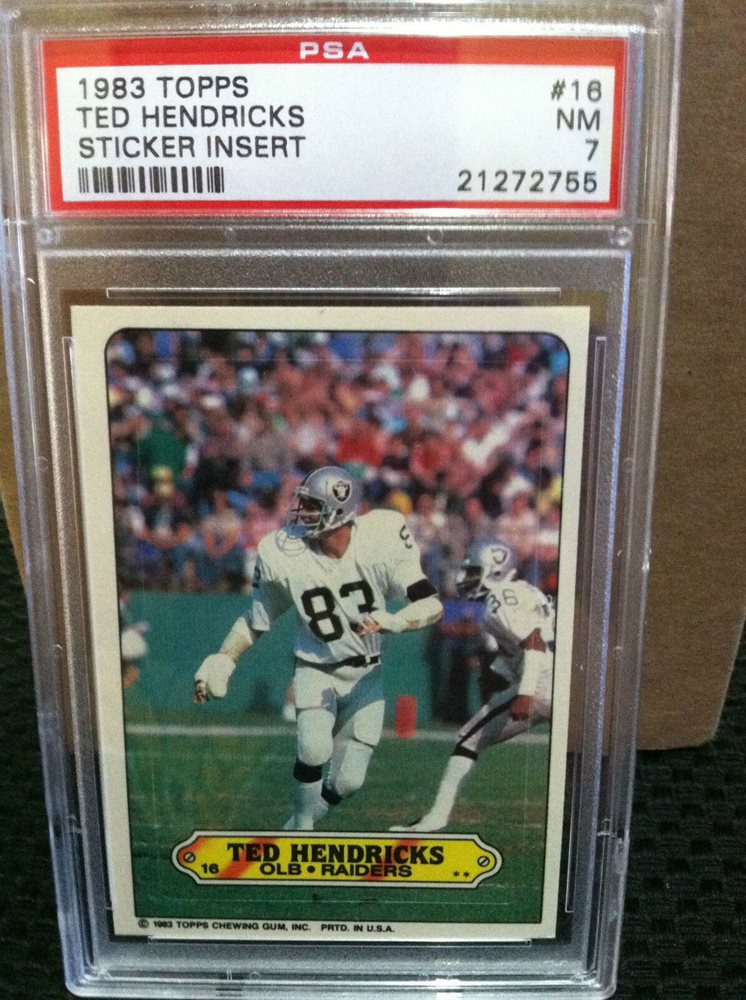 PSA
1983 TOPPS #16
TED HENDRICKS NM
STICKER INSERT 7
21272755
83
36
16 TED HENDRICKS
OLB • RAIDERS **
© 1983 TOPPS CHEWING GUM, INC. PRTD. IN U.S.A.